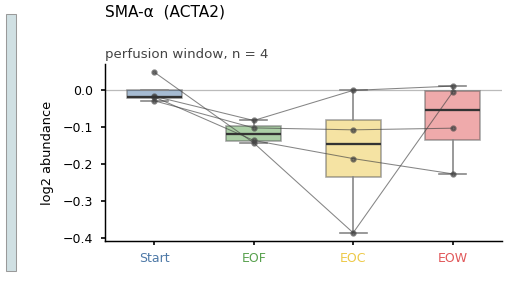 SMA-α (ACTA2)
perfusion window, n = 4
log2 abundance
0.0
−0.1
−0.2
−0.3
−0.4
Start EOF EOC EOW